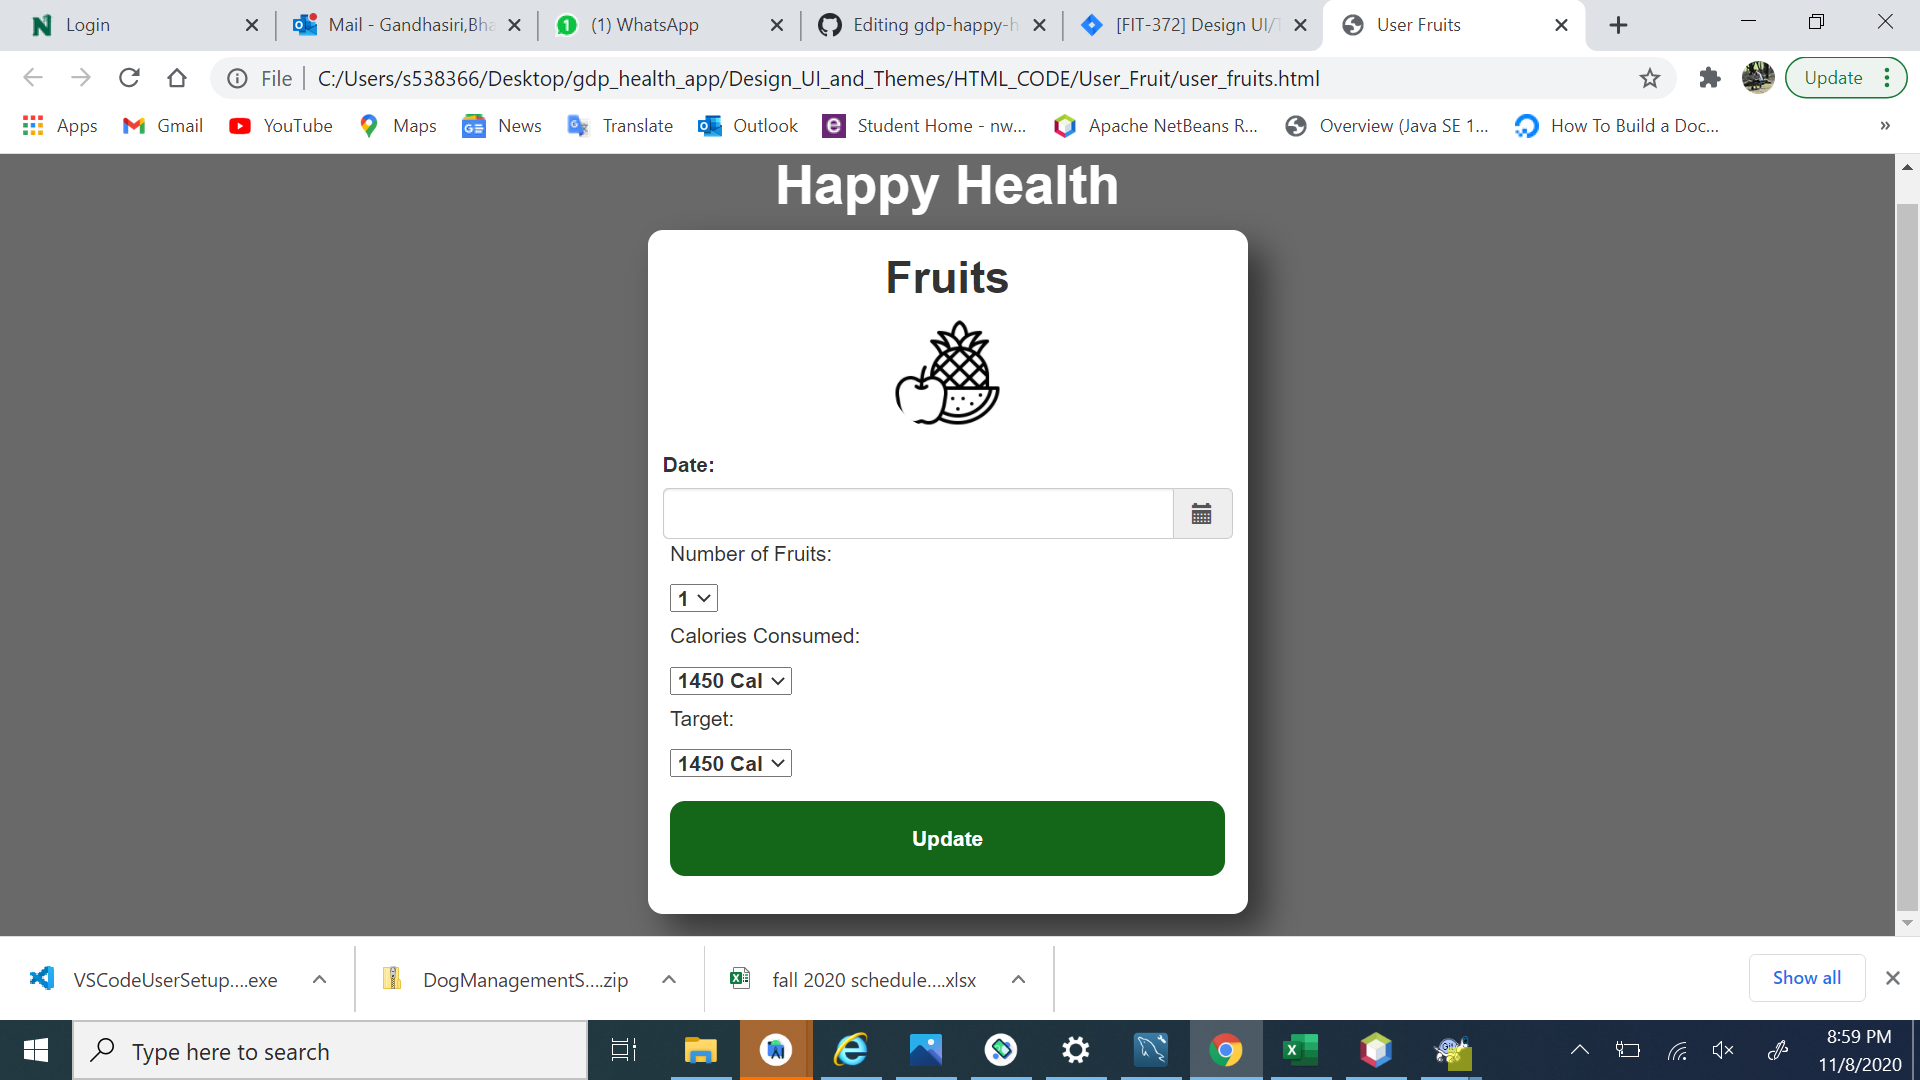 Login
Mail - Gandhasiri,Bha
(1) WhatsApp
Editing gdp-happy-h
[FIT-372] Design UI/T
User Fruits
File
C:/Users/s538366/Desktop/gdp_health_app/Design_UI_and_Themes/HTML_CODE/User_Fruit/user_fruits.html
Update
Apps
Gmail
YouTube
Maps
News
Translate
Outlook
Student Home - nw...
Apache NetBeans R...
Overview (Java SE 1...
How To Build a Doc...
»
Happy Health
Fruits
Date:
Number of Fruits:
1
Calories Consumed:
1450 Cal
Target:
1450 Cal
Update
VSCodeUserSetup....exe
DogManagementS....zip
fall 2020 schedule....xlsx
Show all
Type here to search
8:59 PM
11/8/2020